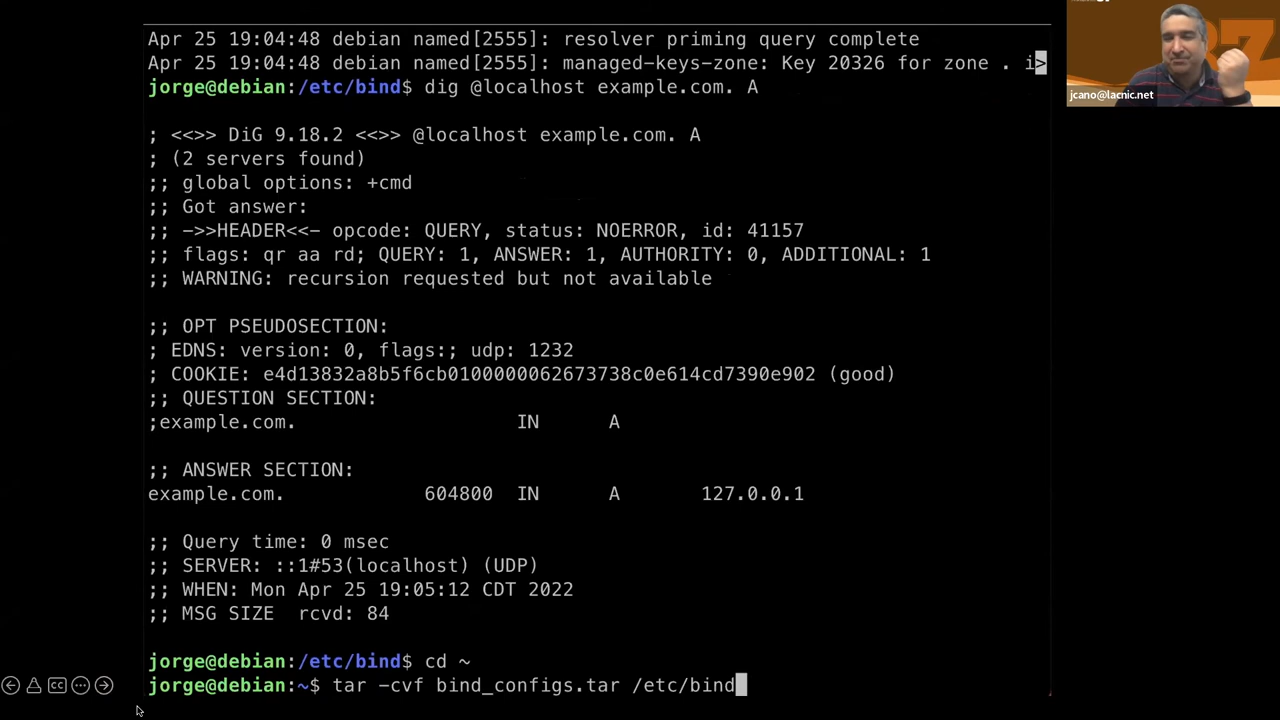 Apr 25 19:04:48 debian named[2555]: resolver priming query complete
Apr 25 19:04:48 debian named[2555]: managed-keys-zone: Key 20326 for zone . i>
jorge@debian:/etc/bind$ dig @localhost example.com. A
; <<>> DiG 9.18.2 <<>> @localhost example.com. A
; (2 servers found)
;; global options: +cmd
;; Got answer:
;; ->>HEADER<<- opcode: QUERY, status: NOERROR, id: 41157
;; flags: qr aa rd; QUERY: 1, ANSWER: 1, AUTHORITY: 0, ADDITIONAL: 1
;; WARNING: recursion requested but not available
;; OPT PSEUDOSECTION:
; EDNS: version: 0, flags:; udp: 1232
; COOKIE: e4d13832a8b5f6cb0100000062673738c0e614cd7390e902 (good)
;; QUESTION SECTION:
;example.com. IN A
;; ANSWER SECTION:
example.com. 604800 IN A 127.0.0.1
;; Query time: 0 msec
;; SERVER: ::1#53(localhost) (UDP)
;; WHEN: Mon Apr 25 19:05:12 CDT 2022
;; MSG SIZE rcvd: 84
jorge@debian:/etc/bind$ cd ~
jorge@debian:~$ tar -cvf bind_configs.tar /etc/bind
jcano@lacnic.net
CC